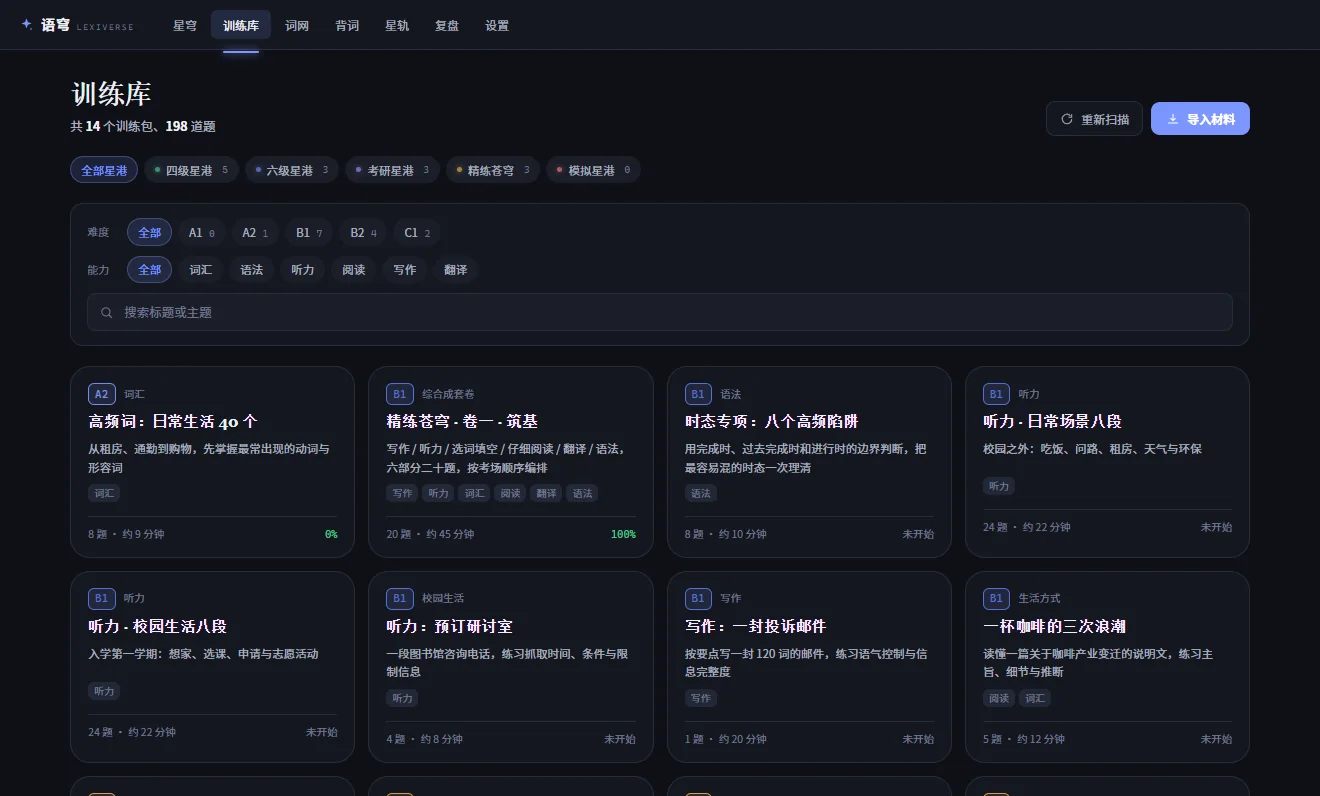 语穹 LEXIVERSE 星穹 训练库 词网 背词 星轨 复盘 设置
训练库
共 14 个训练包、198 道题
重新扫描 导入材料
全部星港 四级星港 5 六级星港 3 考研星港 3 精练苍穹 3 模拟星港 0
难度 全部 A1 0 A2 1 B1 7 B2 4 C1 2
能力 全部 词汇 语法 听力 阅读 写作 翻译
搜索标题或主题
A2 词汇
高频词：日常生活 40 个
从租房、通勤到购物，先掌握最常出现的动词与
形容词
词汇
8 题 · 约 9 分钟 0%
B1 综合成套卷
精练苍穹 · 卷一 · 筑基
写作 / 听力 / 选词填空 / 仔细阅读 / 翻译 / 语法，
六部分二十题，按考场顺序编排
写作 听力 词汇 阅读 翻译 语法
20 题 · 约 45 分钟 100%
B1 语法
时态专项：八个高频陷阱
用完成时、过去完成时和进行时的边界判断，把
最容易混的时态一次理清
语法
8 题 · 约 10 分钟 未开始
B1 听力
听力 · 日常场景八段
校园之外：吃饭、问路、租房、天气与环保
听力
24 题 · 约 22 分钟 未开始
B1 听力
听力 · 校园生活八段
入学第一学期：想家、选课、申请与志愿活动
听力
24 题 · 约 22 分钟 未开始
B1 校园生活
听力：预订研讨室
一段图书馆咨询电话，练习抓取时间、条件与限
制信息
听力
4 题 · 约 8 分钟 未开始
B1 写作
写作：一封投诉邮件
按要点写一封 120 词的邮件，练习语气控制与信
息完整度
写作
1 题 · 约 20 分钟 未开始
B1 生活方式
一杯咖啡的三次浪潮
读懂一篇关于咖啡产业变迁的说明文，练习主
旨、细节与推断
阅读 词汇
5 题 · 约 12 分钟 未开始